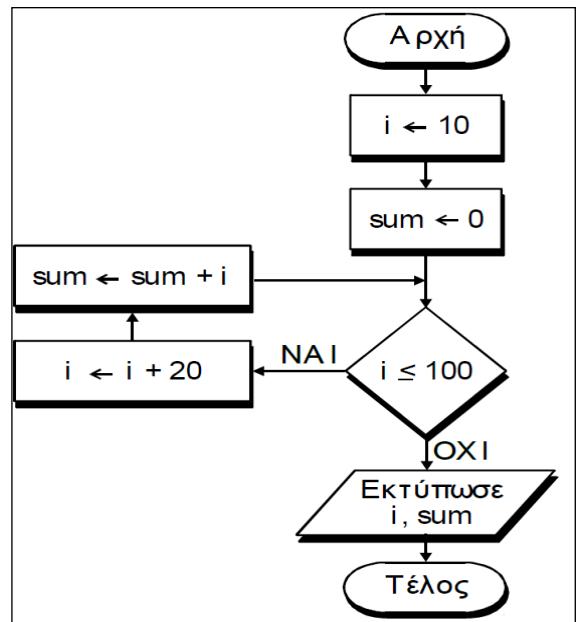 Αρχή
i ← 10
sum ← 0
sum ← sum + i
i ← i + 20
ΝΑΙ
i ≤ 100
ΟΧΙ
Εκτύπωσε
i , sum
Τέλος